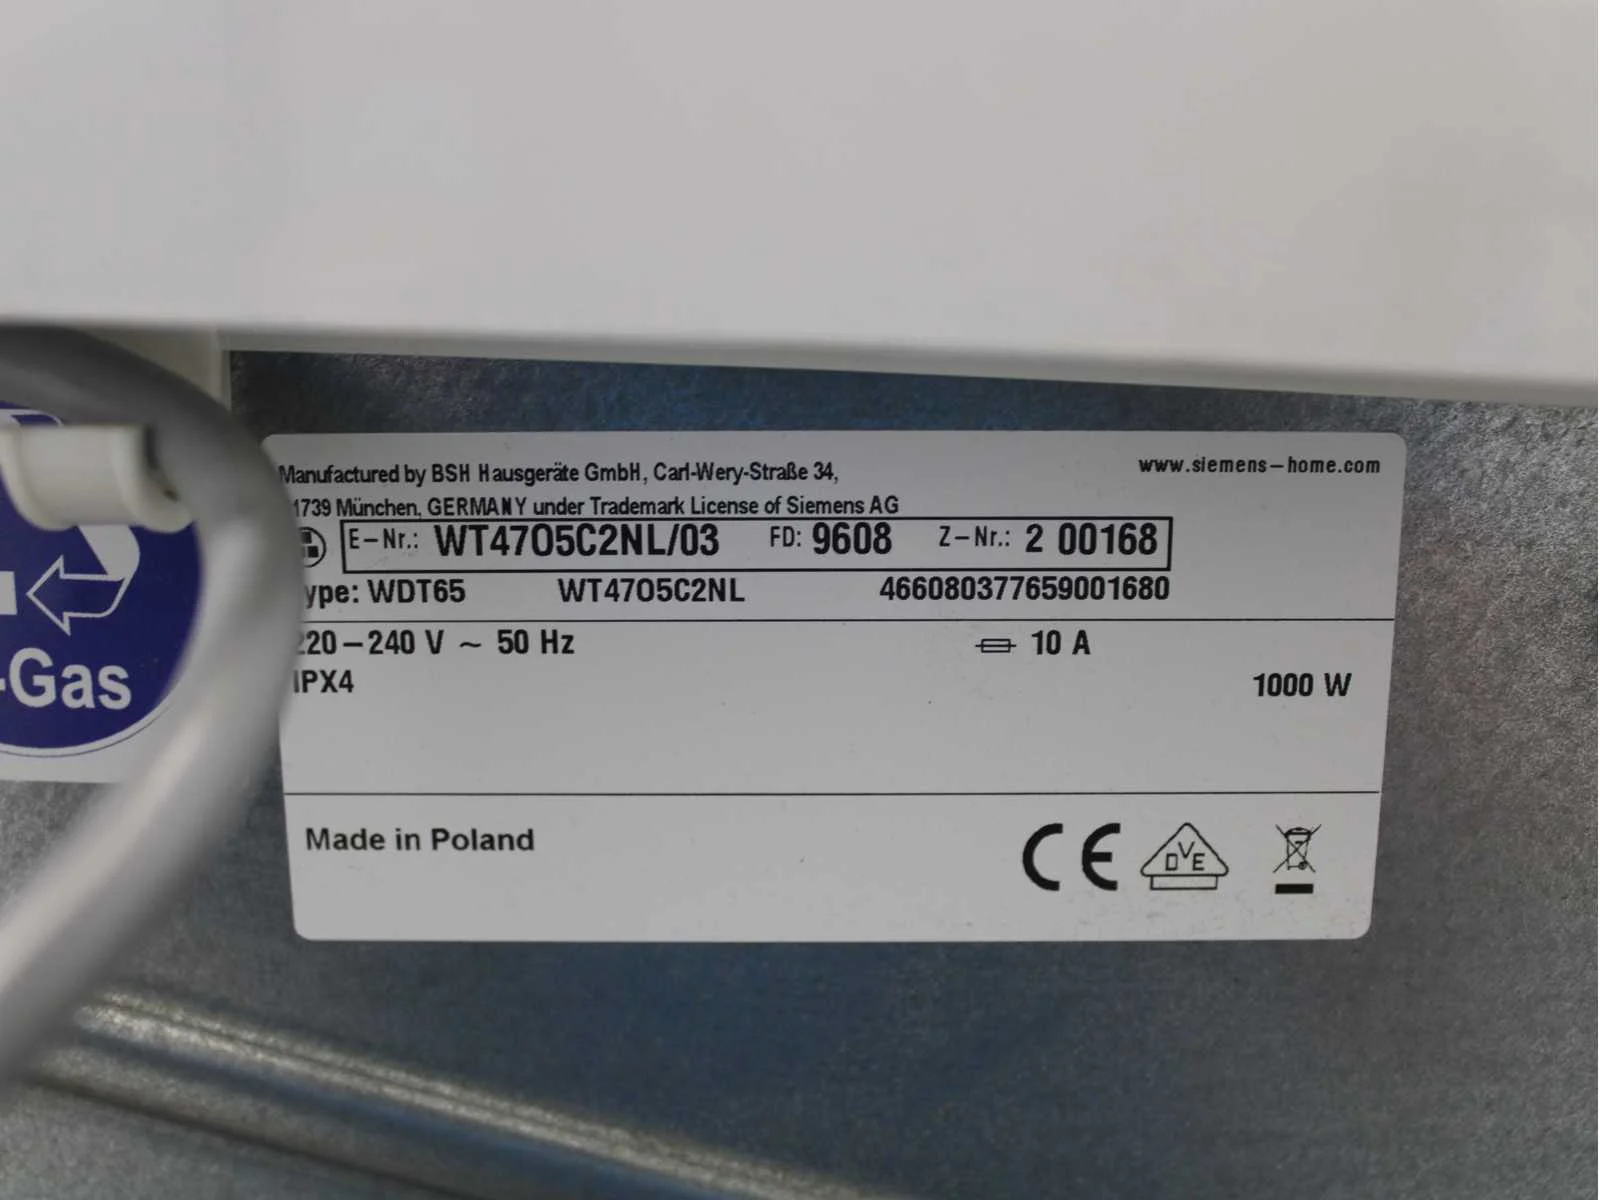 Manufactured by BSH Hausgeräte GmbH, Carl-Wery-Straße 34,
1739 München, GERMANY under Trademark License of Siemens AG
www.siemens-home.com
E-Nr.: WT47O5C2NL/03 FD: 9608 Z-Nr.: 2 00168
ype: WDT65 WT47O5C2NL 466080377659001680
220-240 V ~ 50 Hz 10 A
IPX4 1000 W
Made in Poland
CE DVE
-Gas